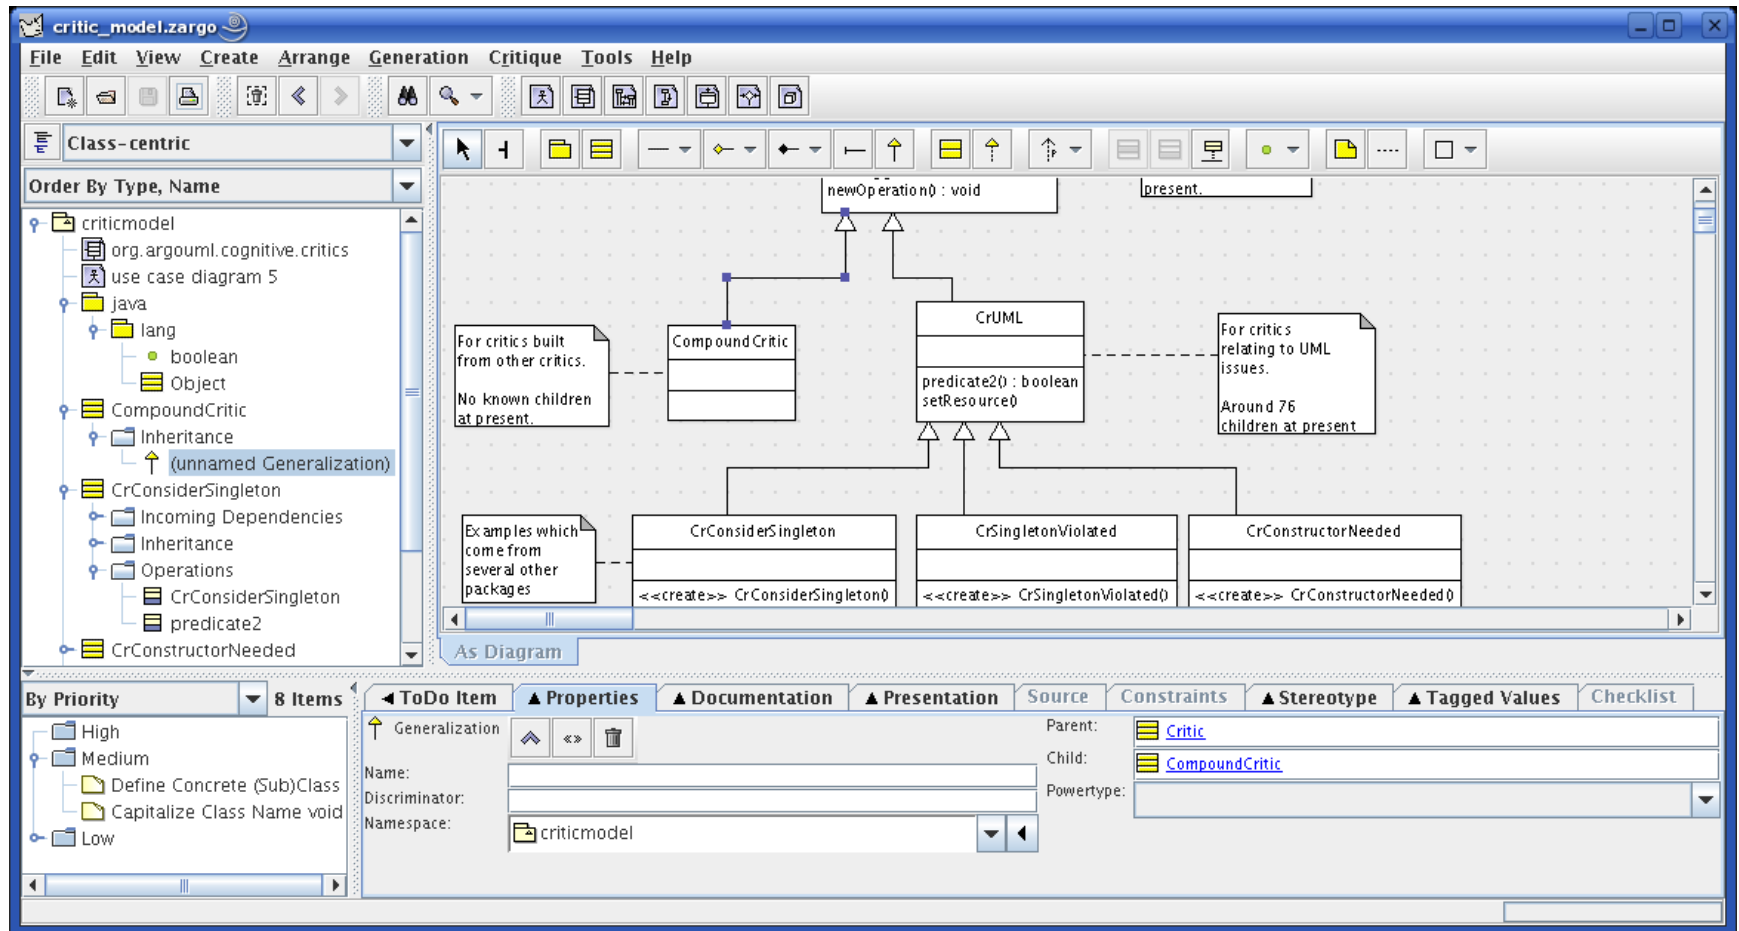 critic_model.zargo
File Edit View Create Arrange Generation Critique Tools Help
Class-centric
Order By Type, Name
criticmodel
org.argouml.cognitive.critics
use case diagram 5
java
lang
boolean
Object
CompoundCritic
Inheritance
(unnamed Generalization)
CrConsiderSingleton
Incoming Dependencies
Inheritance
Operations
CrConsiderSingleton
predicate2
CrConstructorNeeded
newOperation() : void
present.
For critics built
from other critics.
No known children
at present.
CompoundCritic
CrUML
predicate2() : boolean
setResource()
For critics
relating to UML
issues.
Around 76
children at present
Examples which
come from
several other
packages
CrConsiderSingleton
<<create>> CrConsiderSingleton()
CrSingletonViolated
<<create>> CrSingletonViolated()
CrConstructorNeeded
<<create>> CrConstructorNeeded()
As Diagram
By Priority
8 Items
High
Medium
Define Concrete (Sub)Class
Capitalize Class Name void
Low
ToDo Item Properties Documentation Presentation Source Constraints Stereotype Tagged Values Checklist
Generalization
Name:
Discriminator:
Namespace:
criticmodel
Parent:
Critic
Child:
CompoundCritic
Powertype: